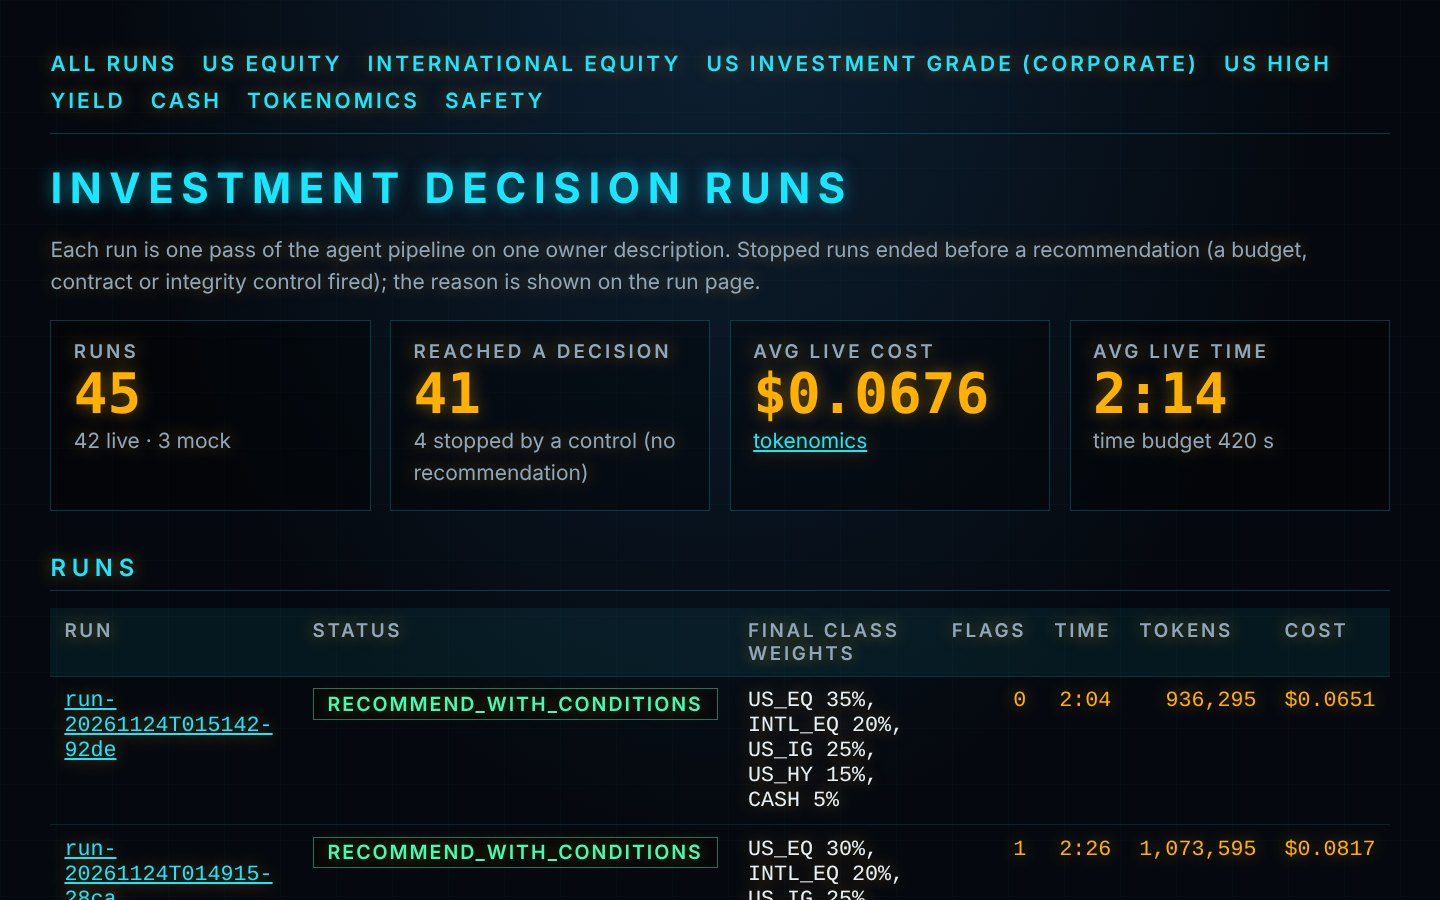 ALL RUNS US EQUITY INTERNATIONAL EQUITY US INVESTMENT GRADE (CORPORATE) US HIGH
YIELD CASH TOKENOMICS SAFETY
INVESTMENT DECISION RUNS
Each run is one pass of the agent pipeline on one owner description. Stopped runs ended before a recommendation (a budget,
contract or integrity control fired); the reason is shown on the run page.
RUNS
45
42 live · 3 mock
REACHED A DECISION
41
4 stopped by a control (no
recommendation)
AVG LIVE COST
$0.0676
tokenomics
AVG LIVE TIME
2:14
time budget 420 s
RUNS
RUN STATUS FINAL CLASS WEIGHTS FLAGS TIME TOKENS COST
run-
20261124T015142-
92de
RECOMMEND_WITH_CONDITIONS
US_EQ 35%,
INTL_EQ 20%,
US_IG 25%,
US_HY 15%,
CASH 5%
0 2:04 936,295 $0.0651
run-
20261124T014915-
28ca
RECOMMEND_WITH_CONDITIONS
US_EQ 30%,
INTL_EQ 20%,
US_IG 25%,
1 2:26 1,073,595 $0.0817